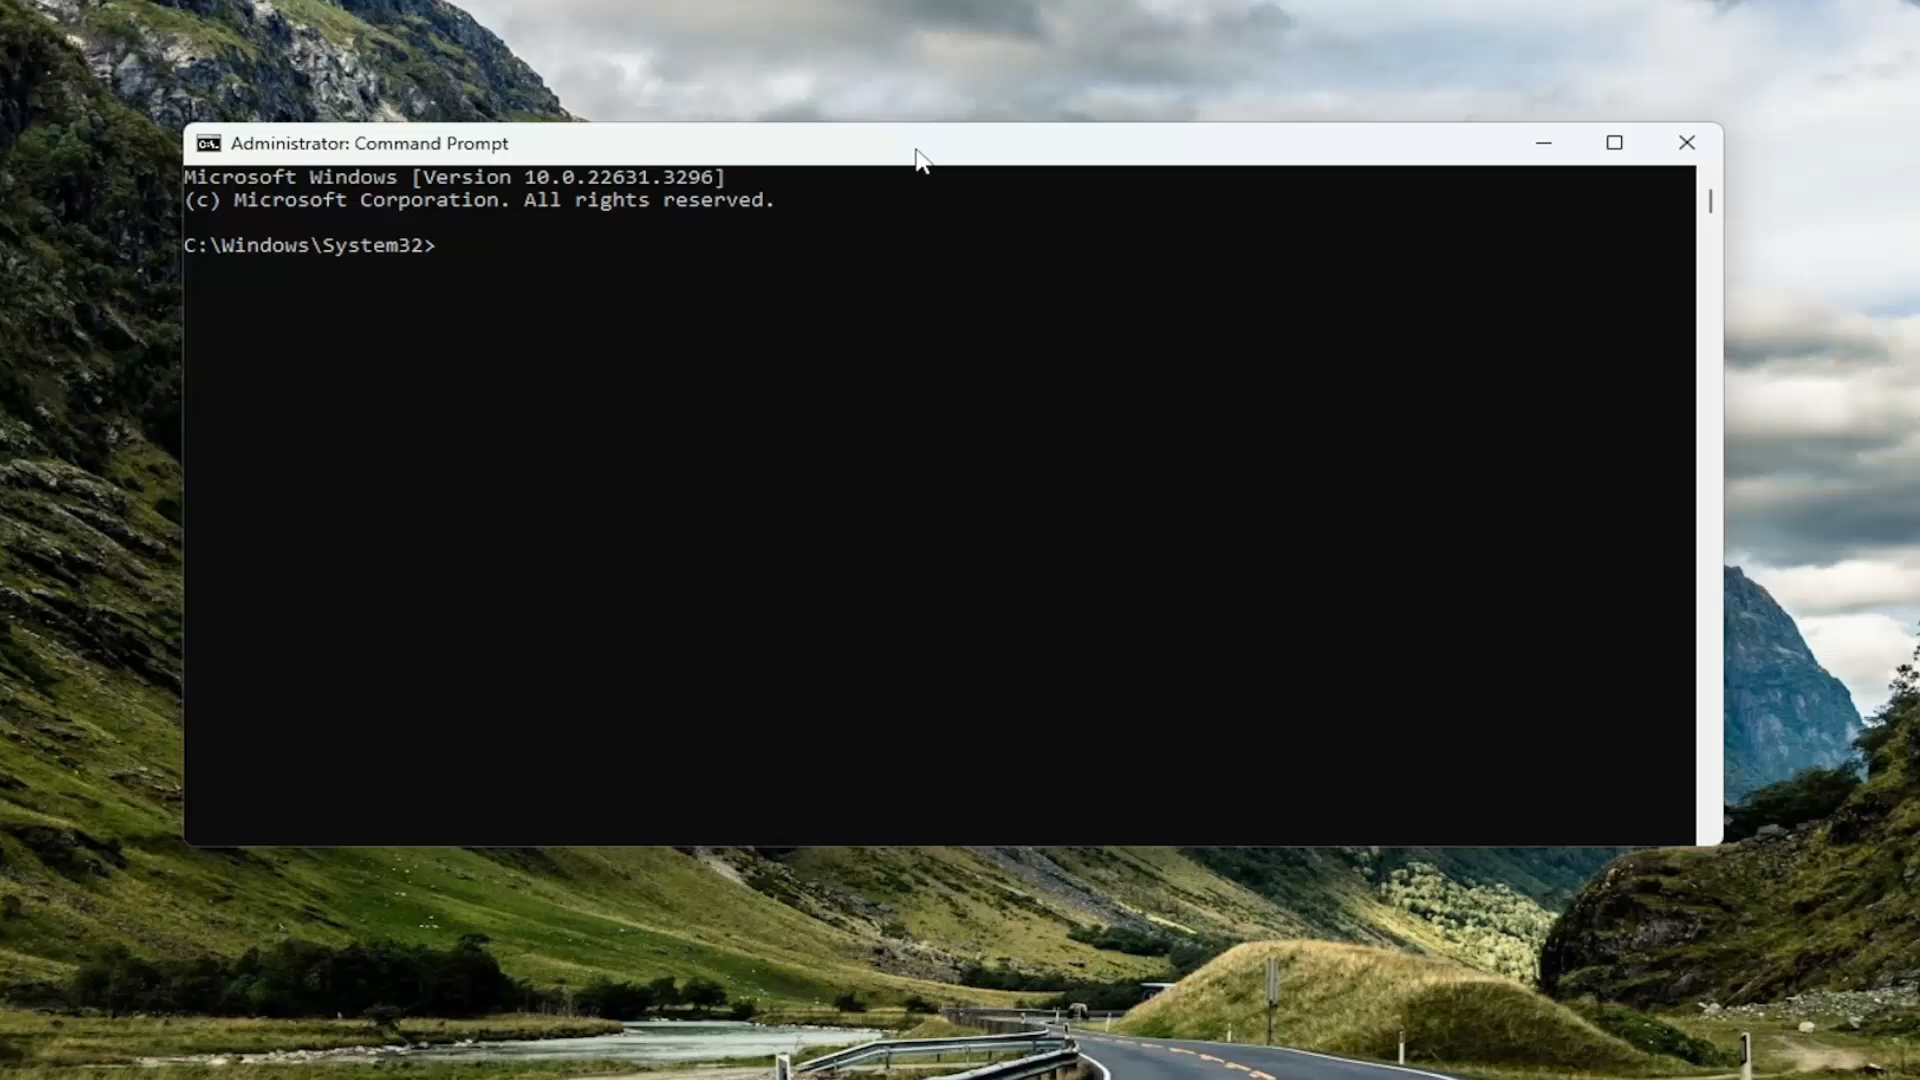 Administrator: Command Prompt
Microsoft Windows [Version 10.0.22631.3296]
(c) Microsoft Corporation. All rights reserved.
C:\Windows\System32>